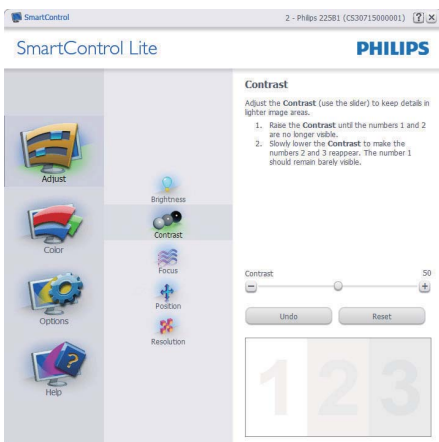 SmartControl
2 - Philips 225B1 (CS30715000001)
?
SmartControl Lite
PHILIPS
Adjust
Color
Options
Help
Brightness
Contrast
Focus
Position
Resolution
Contrast
Adjust the Contrast (use the slider) to keep details in
lighter image areas.
1. Raise the Contrast until the numbers 1 and 2
are no longer visible.
2. Slowly lower the Contrast to make the
numbers 2 and 3 reappear. The number 1
should remain barely visible.
Contrast 50
Undo Reset
1 2 3